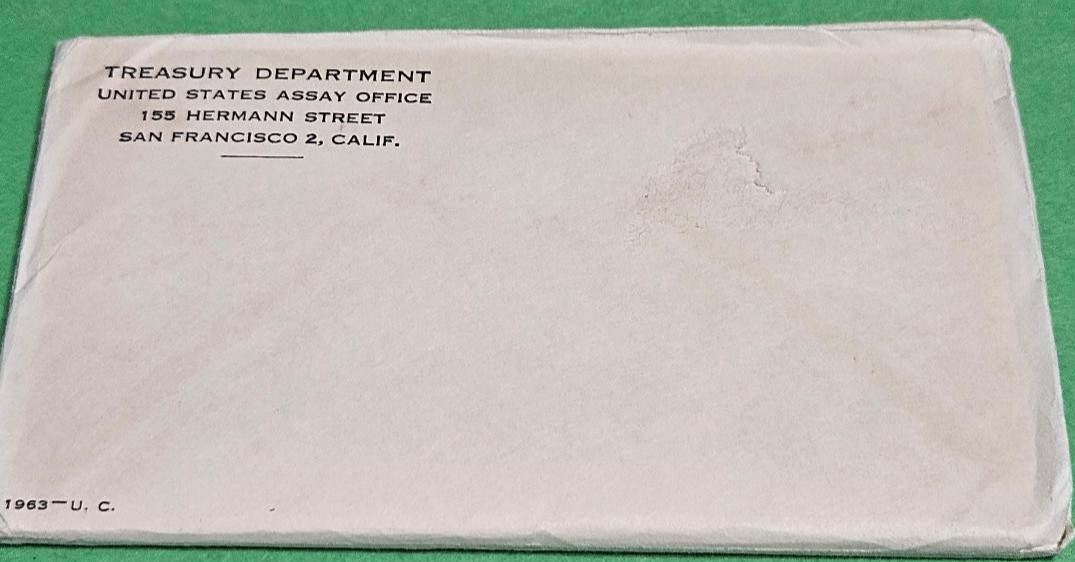 TREASURY DEPARTMENT
UNITED STATES ASSAY OFFICE
155 HERMANN STREET
SAN FRANCISCO 2, CALIF.
1963—U. C.